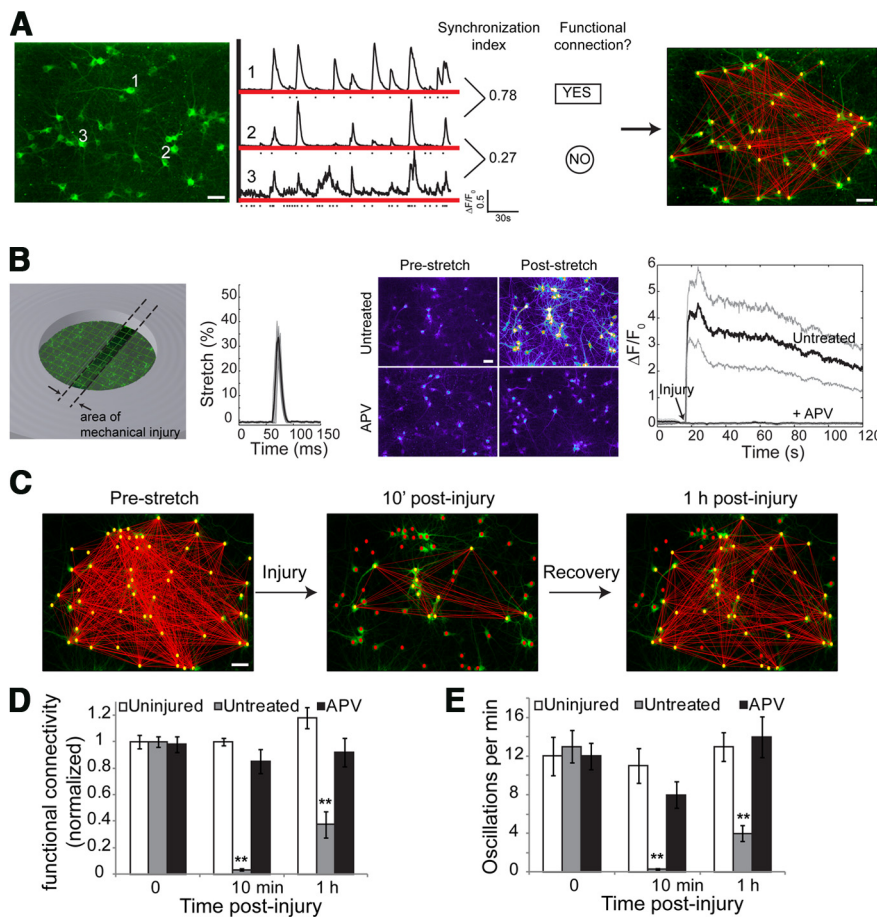 A
Synchronization
index
Functional
connection?
1
2
3
1
2
3
0.78
0.27
YES
NO
ΔF/F0
0.5
30s
B
area of
mechanical injury
Stretch (%)
50
40
30
20
10
0
0 50 100 150
Time (ms)
Pre-stretch Post-stretch
Untreated
APV
ΔF/F0
6
5
4
3
2
1
0
Untreated
Injury
+ APV
0 20 40 60 80 100 120
Time (s)
C
Pre-stretch
10' post-injury
1 h post-injury
Injury
Recovery
D
functional connectivity
(normalized)
Uninjured Untreated APV
1.2
1
0.8
0.6
0.4
0.2
0
**
**
0 10 min 1 h
Time post-injury
E
Oscillations per min
Uninjured Untreated APV
16
12
8
4
0
**
**
0 10 min 1 h
Time post-injury